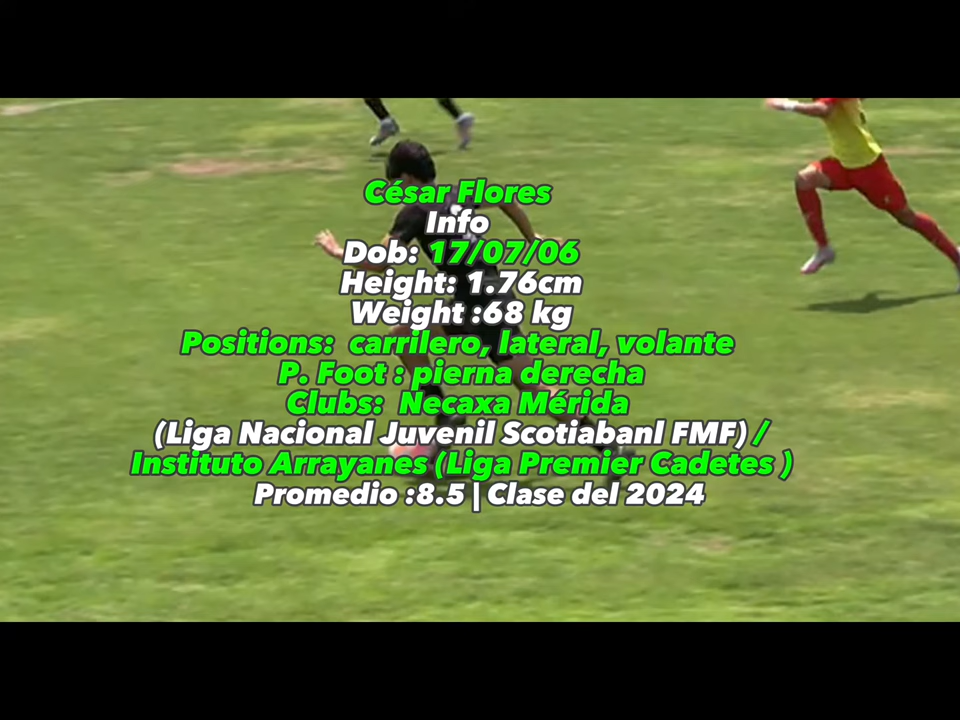 César Flores
Info
Dob: 17/07/06
Height: 1.76cm
Weight :68 kg
Positions: carrilero, lateral, volante
P. Foot : pierna derecha
Clubs: Necaxa Mérida
(Liga Nacional Juvenil Scotiabanl FMF) /
Instituto Arrayanes (Liga Premier Cadetes )
Promedio :8.5 | Clase del 2024